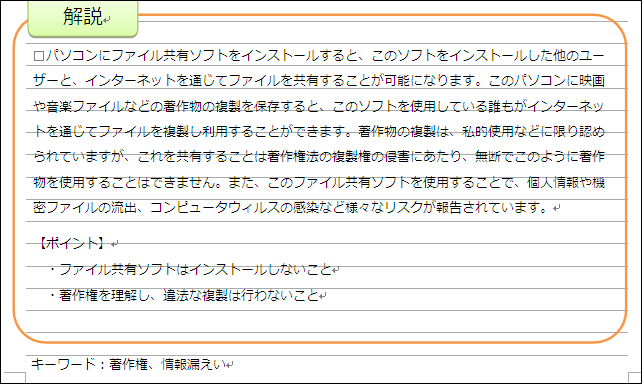 解説
□パソコンにファイル共有ソフトをインストールすると、このソフトをインストールした他のユー
ザーと、インターネットを通じてファイルを共有することが可能になります。このパソコンに映画
や音楽ファイルなどの著作物の複製を保存すると、このソフトを使用している誰もがインターネッ
トを通じてファイルを複製し利用することができます。著作物の複製は、私的使用などに限り認め
られていますが、これを共有することは著作権法の複製権の侵害にあたり、無断でこのように著作
物を使用することはできません。また、このファイル共有ソフトを使用することで、個人情報や機
密ファイルの流出、コンピュータウィルスの感染など様々なリスクが報告されています。
【ポイント】
・ファイル共有ソフトはインストールしないこと
・著作権を理解し、違法な複製は行わないこと
キーワード：著作権、情報漏えい